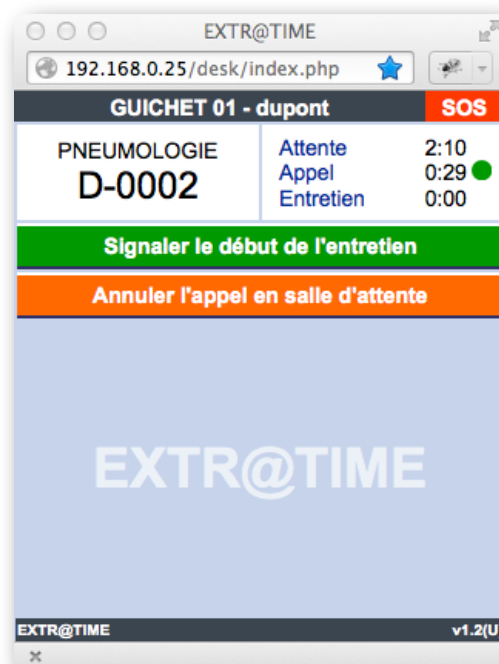 EXTR@TIME
192.168.0.25/desk/index.php
GUICHET 01 - dupont SOS
PNEUMOLOGIE
D-0002
Attente 2:10
Appel 0:29
Entretien 0:00
Signaler le début de l'entretien
Annuler l'appel en salle d'attente
EXTR@TIME
EXTR@TIME v1.2(U